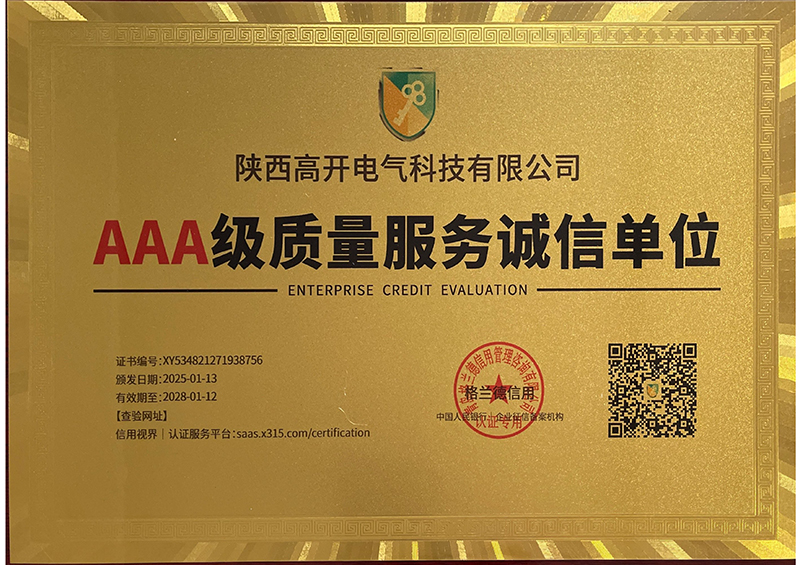 陕西高开电气科技有限公司
AAA级质量服务诚信单位
ENTERPRISE CREDIT EVALUATION
证书编号:XY534821271938756
颁发日期:2025-01-13
有效期至:2028-01-12
【查验网址】
信用视界｜认证服务平台:saas.x315.com/certification
格兰德信用
中国人民银行 企业征信备案机构
认证专用